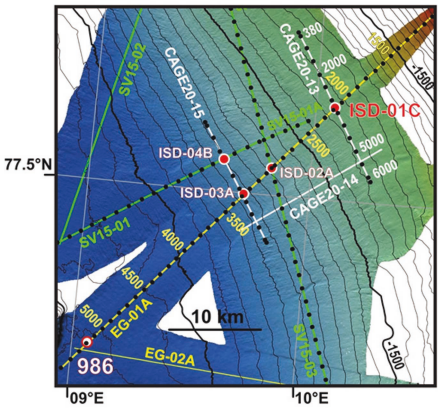 SV15-02
CAGE20-15
380
CAGE20-13
2000
2000
1500
-1500
ISD-01C
SV15-01A
2500
ISD-04B
ISD-02A
5000
6000
77.5°N
ISD-03A
CAGE20-14
3500
SV15-01
4000
4500
5000
EG-01A
10 km
SV15-03
-1500
986
EG-02A
09°E
10°E